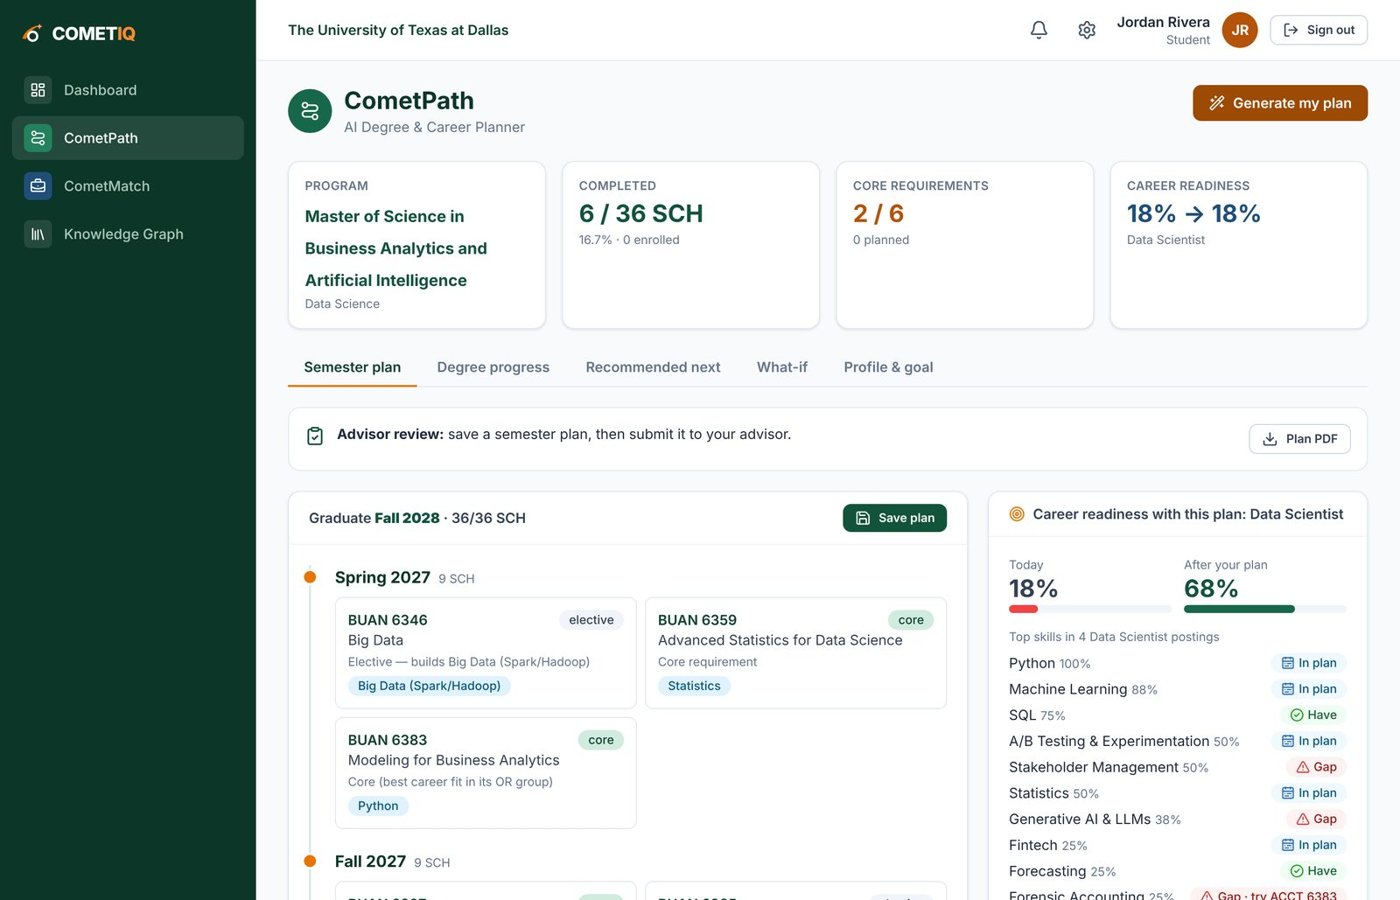 COMETIQ
Dashboard
CometPath
CometMatch
Knowledge Graph
The University of Texas at Dallas
Jordan Rivera
Student
JR
Sign out
CometPath
AI Degree & Career Planner
Generate my plan
PROGRAM
Master of Science in
Business Analytics and
Artificial Intelligence
Data Science
COMPLETED
6 / 36 SCH
16.7% · 0 enrolled
CORE REQUIREMENTS
2 / 6
0 planned
CAREER READINESS
18% → 18%
Data Scientist
Semester plan
Degree progress
Recommended next
What-if
Profile & goal
Advisor review: save a semester plan, then submit it to your advisor.
Plan PDF
Graduate Fall 2028 · 36/36 SCH
Save plan
Spring 2027 9 SCH
BUAN 6346 elective
Big Data
Elective — builds Big Data (Spark/Hadoop)
Big Data (Spark/Hadoop)
BUAN 6359 core
Advanced Statistics for Data Science
Core requirement
Statistics
BUAN 6383 core
Modeling for Business Analytics
Core (best career fit in its OR group)
Python
Fall 2027 9 SCH
Career readiness with this plan: Data Scientist
Today
18%
After your plan
68%
Top skills in 4 Data Scientist postings
Python 100% In plan
Machine Learning 88% In plan
SQL 75% Have
A/B Testing & Experimentation 50% In plan
Stakeholder Management 50% Gap
Statistics 50% In plan
Generative AI & LLMs 38% Gap
Fintech 25% In plan
Forecasting 25% Have
Forensic Accounting 25% Gap · try ACCT 6383